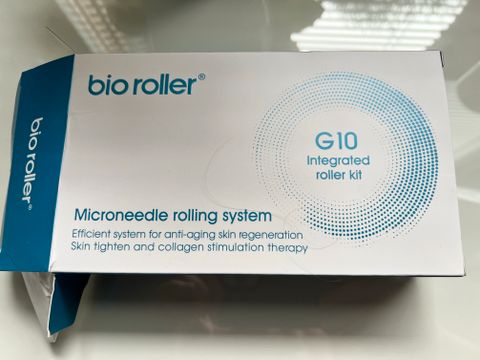 bio roller®
bio roller®
G10
Integrated
roller kit
Microneedle rolling system
Efficient system for anti-aging skin regeneration
Skin tighten and collagen stimulation therapy